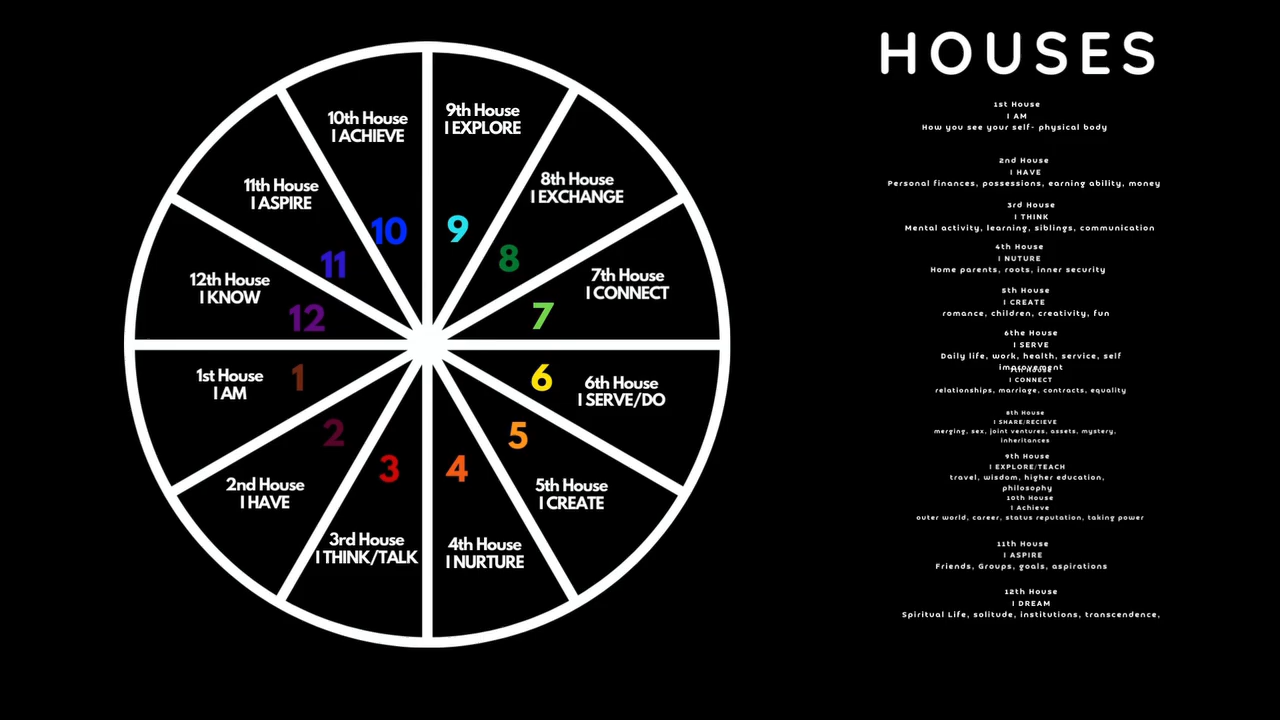 10th House
I ACHIEVE
9th House
I EXPLORE
11th House
I ASPIRE
8th House
I EXCHANGE
12th House
I KNOW
7th House
I CONNECT
1st House
I AM
6th House
I SERVE/DO
2nd House
I HAVE
5th House
I CREATE
3rd House
I THINK/TALK
4th House
I NURTURE
10
9
11
8
12
7
1
6
2
5
3
4
HOUSES
1st House
I AM
How you see your self- physical body
2nd House
I HAVE
Personal finances, possessions, earning ability, money
3rd House
I THINK
Mental activity, learning, siblings, communication
4th House
I NUTURE
Home parents, roots, inner security
5th House
I CREATE
romance, children, creativity, fun
6the House
I SERVE
Daily life, work, health, service, self
improvement
7th House
I CONNECT
relationships, marriage, contracts, equality
8th House
I SHARE/RECIEVE
merging, sex, joint ventures, assets, mystery,
inheritances
9th House
I EXPLORE/TEACH
travel, wisdom, higher education,
philosophy
10th House
I Achieve
outer world, career, status reputation, taking power
11th House
I ASPIRE
Friends, Groups, goals, aspirations
12th House
I DREAM
Spiritual Life, solitude, institutions, transcendence,